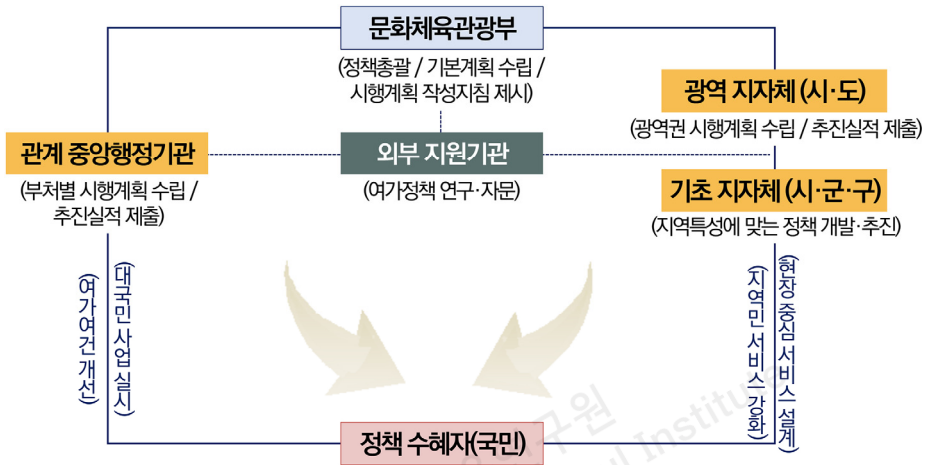 문화체육관광부
(정책총괄 / 기본계획 수립 /
시행계획 작성지침 제시)
광역 지자체 (시·도)
(광역권 시행계획 수립 / 추진실적 제출)
관계 중앙행정기관
(부처별 시행계획 수립 /
추진실적 제출)
외부 지원기관
(여가정책 연구·자문)
기초 지자체 (시·군·구)
(지역특성에 맞는 정책 개발·추진)
(대국민 사업 실시)
(여가여건 개선)
(현장 중심 서비스 설계)
(지역민 서비스 강화)
정책 수혜자(국민)
구원
Institute